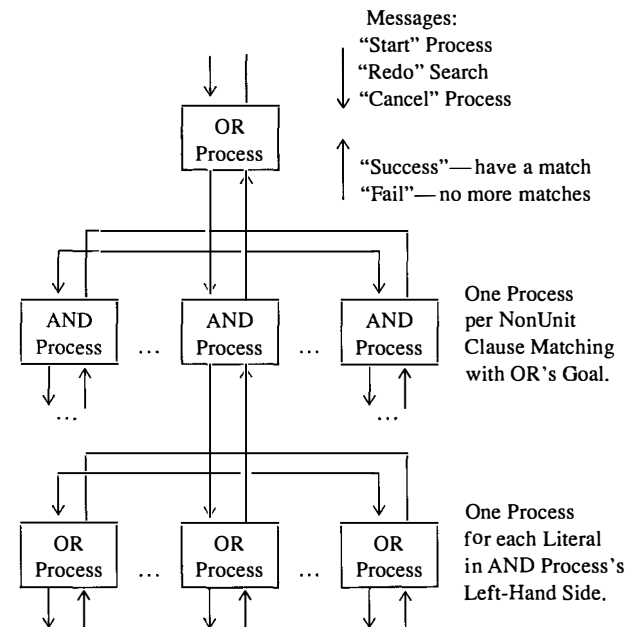 Messages:
“Start” Process
“Redo” Search
“Cancel” Process
OR
Process
“Success”—have a match
“Fail”—no more matches
AND
Process
...
AND
Process
...
AND
Process
One Process
per NonUnit
Clause Matching
with OR's Goal.
...
...
OR
Process
...
OR
Process
...
OR
Process
One Process
for each Literal
in AND Process's
Left-Hand Side.